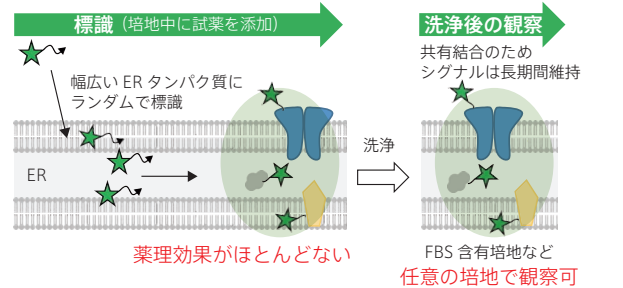 標識（培地中に試薬を添加）
幅広い ER タンパク質に
ランダムで標識
ER
薬理効果がほとんどない
洗浄
洗浄後の観察
共有結合のため
シグナルは長期間維持
FBS 含有培地など
任意の培地で観察可